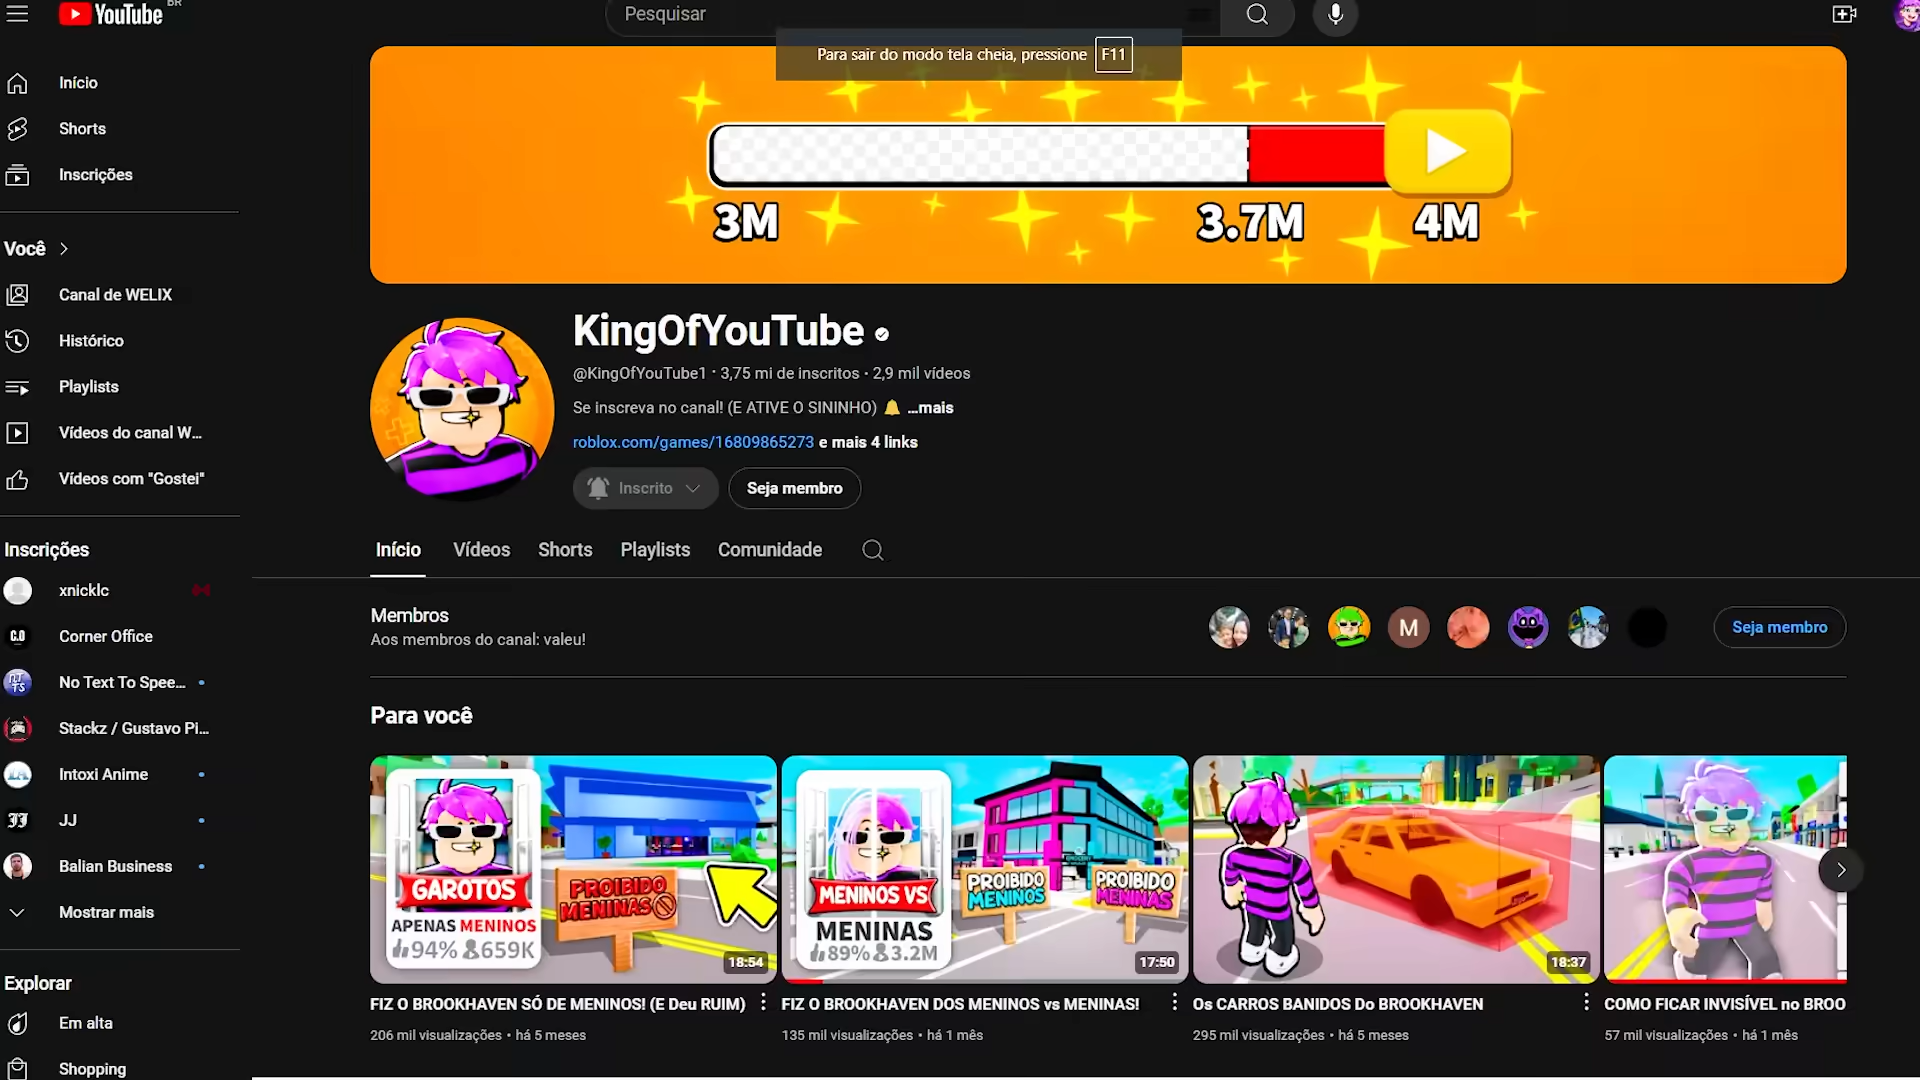 YouTube BR
Pesquisar
Para sair do modo tela cheia, pressione F11
Início
Shorts
Inscrições
Você
Canal de WELIX
Histórico
Playlists
Vídeos do canal W...
Vídeos com "Gostei"
Inscrições
xnicklc
C.O Corner Office
NT TS No Text To Spee...
Stackz / Gustavo Pi...
Intoxi Anime
JJ JJ
Balian Business
Mostrar mais
Explorar
Em alta
Shopping
3M 3.7M 4M
KingOfYouTube
@KingOfYouTube1 · 3,75 mi de inscritos · 2,9 mil vídeos
Se inscreva no canal! (E ATIVE O SININHO) 🔔 ...mais
roblox.com/games/16809865273 e mais 4 links
Inscrito Seja membro
Início Vídeos Shorts Playlists Comunidade
Membros
Aos membros do canal: valeu!
M
Seja membro
Para você
GAROTOS
APENAS MENINOS
94% 659K
PROIBIDO
MENINAS
18:54
FIZ O BROOKHAVEN SÓ DE MENINOS! (E Deu RUIM)
206 mil visualizações • há 5 meses
MENINOS VS
MENINAS
89% 3.2M
PROIBIDO
MENINOS
PROIBIDO
MENINAS
17:50
FIZ O BROOKHAVEN DOS MENINOS vs MENINAS!
135 mil visualizações • há 1 mês
18:37
Os CARROS BANIDOS Do BROOKHAVEN
295 mil visualizações • há 5 meses
COMO FICAR INVISÍVEL no BROO
57 mil visualizações • há 1 mês